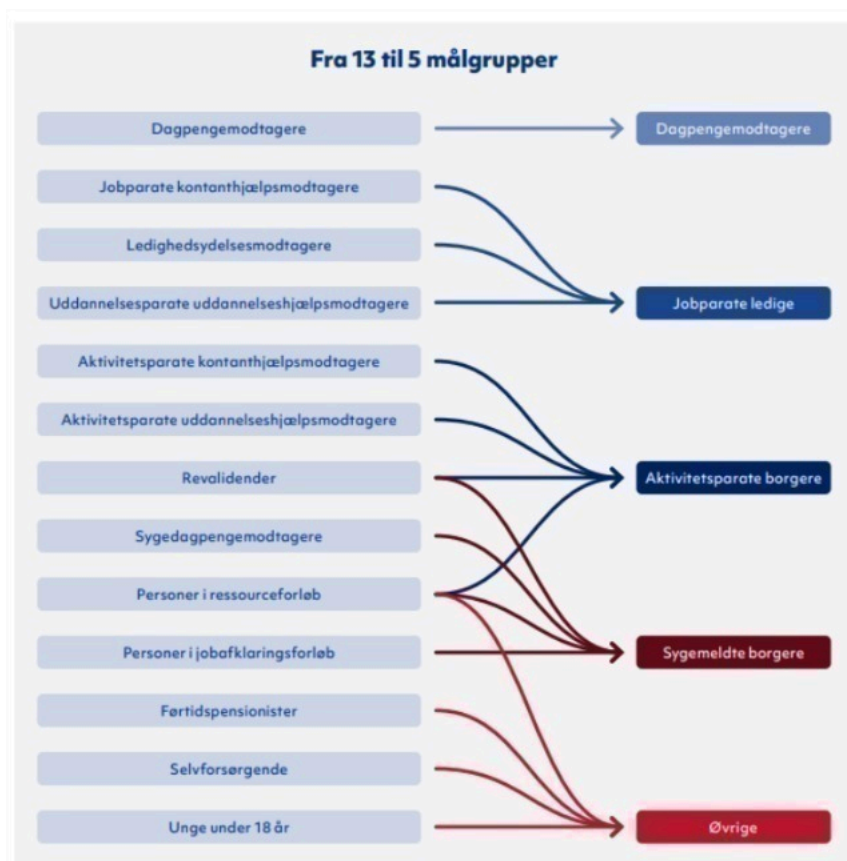 Fra 13 til 5 målgrupper
Dagpengemodtagere
Dagpengemodtagere
Jobparate kontanthjælpsmodtagere
Ledighedsydelsesmodtagere
Uddannelsesparate uddannelseshjælpsmodtagere
Jobparate ledige
Aktivitetsparate kontanthjælpsmodtagere
Aktivitetsparate uddannelseshjælpsmodtagere
Revalidender
Aktivitetsparate borgere
Sygedagpengemodtagere
Personer i ressourceforløb
Personer i jobafklaringsforløb
Sygemeldte borgere
Førtidspensionister
Selvforsørgende
Unge under 18 år
Øvrige